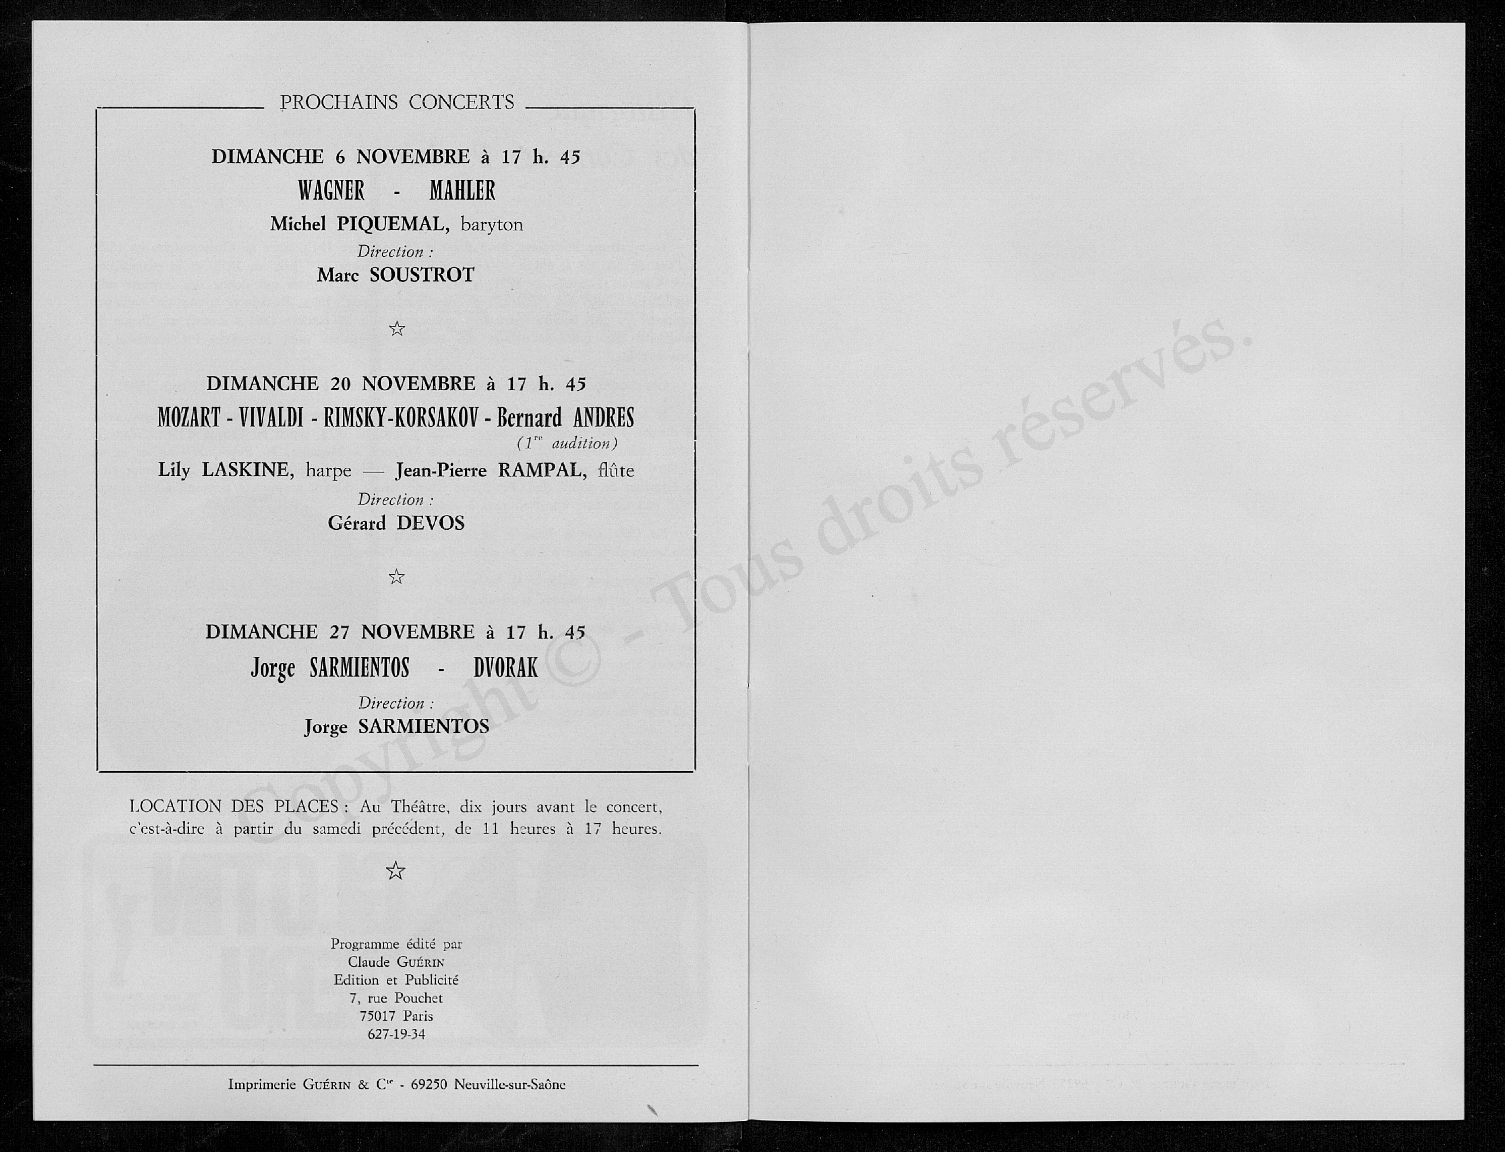 PROCHAINS CONCERTS
DIMANCHE 6 NOVEMBRE à 17 h. 45
WAGNER - MAHLER
Michel PIQUEMAL, baryton
Direction :
Marc SOUSTROT
☆
DIMANCHE 20 NOVEMBRE à 17 h. 45
MOZART - VIVALDI - RIMSKY-KORSAKOV - Bernard ANDRES
(1re audition)
Lily LASKINE, harpe — Jean-Pierre RAMPAL, flûte
Direction :
Gérard DEVOS
☆
DIMANCHE 27 NOVEMBRE à 17 h. 45
Jorge SARMIENTOS - DVORAK
Direction :
Jorge SARMIENTOS
LOCATION DES PLACES : Au Théâtre, dix jours avant le concert,
c'est-à-dire à partir du samedi précédent, de 11 heures à 17 heures.
☆
Programme édité par
Claude GUÉRIN
Edition et Publicité
7, rue Pouchet
75017 Paris
627-19-34
Imprimerie GUÉRIN & Cie - 69250 Neuville-sur-Saône
Copyright © - Tous droits réservés.